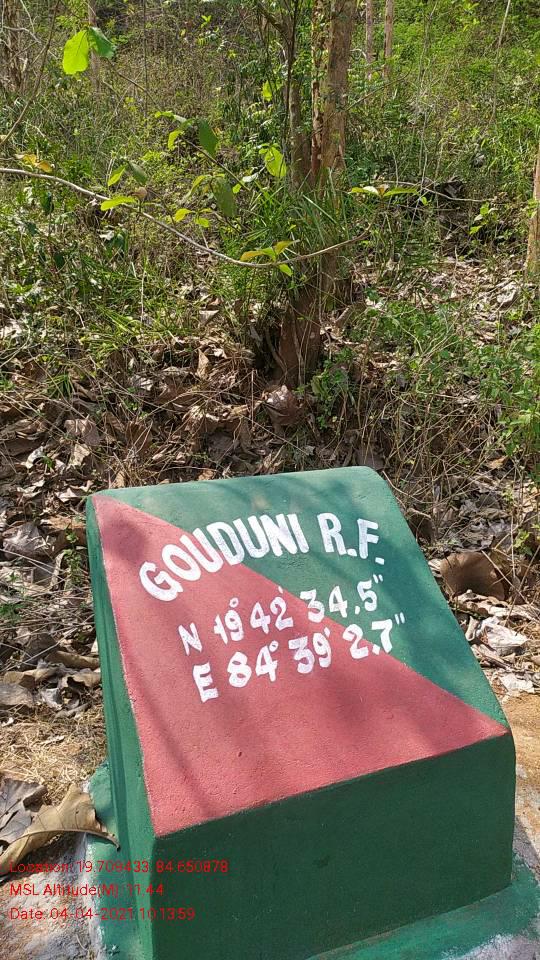 GOUDUNI R.F.
N 19° 42' 34.5"
E 84° 39' 2.7"
Location: 19.709433,84.650878
MSL Altitude(M): 11.44
Date: 04-04-2021 10:13:59